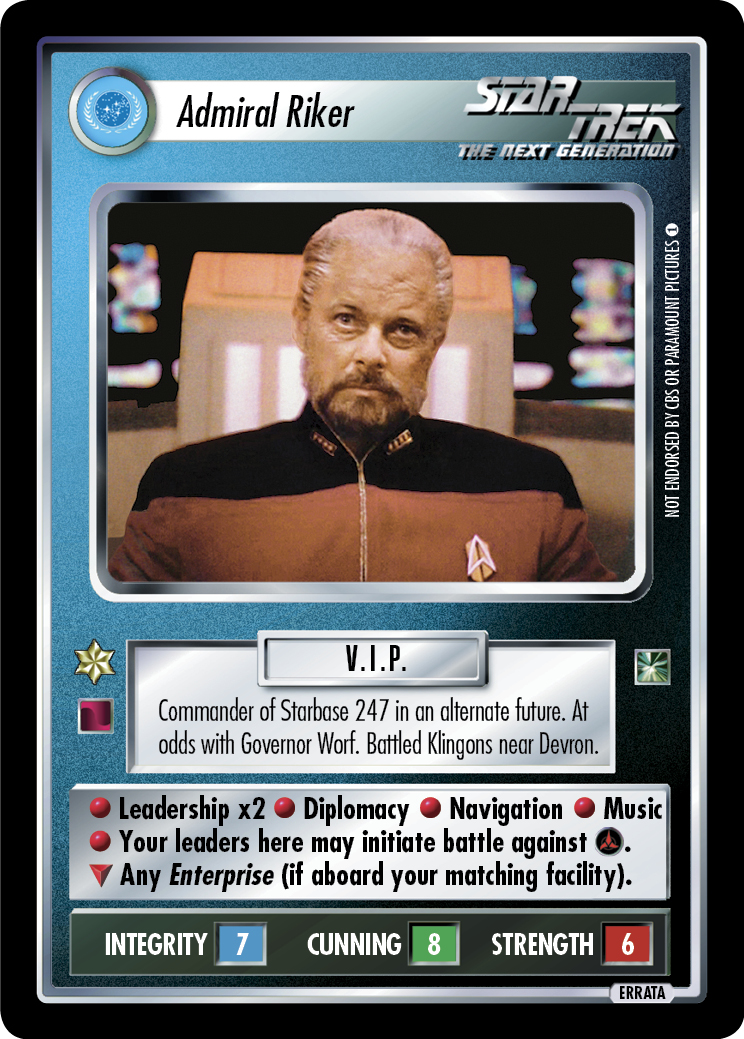 Admiral Riker
STAR TREK
THE NEXT GENERATION
NOT ENDORSED BY CBS OR PARAMOUNT PICTURES 1
V.I.P.
Commander of Starbase 247 in an alternate future. At
odds with Governor Worf. Battled Klingons near Devron.
Leadership x2 Diplomacy Navigation Music
Your leaders here may initiate battle against .
Any Enterprise (if aboard your matching facility).
INTEGRITY 7 CUNNING 8 STRENGTH 6
ERRATA